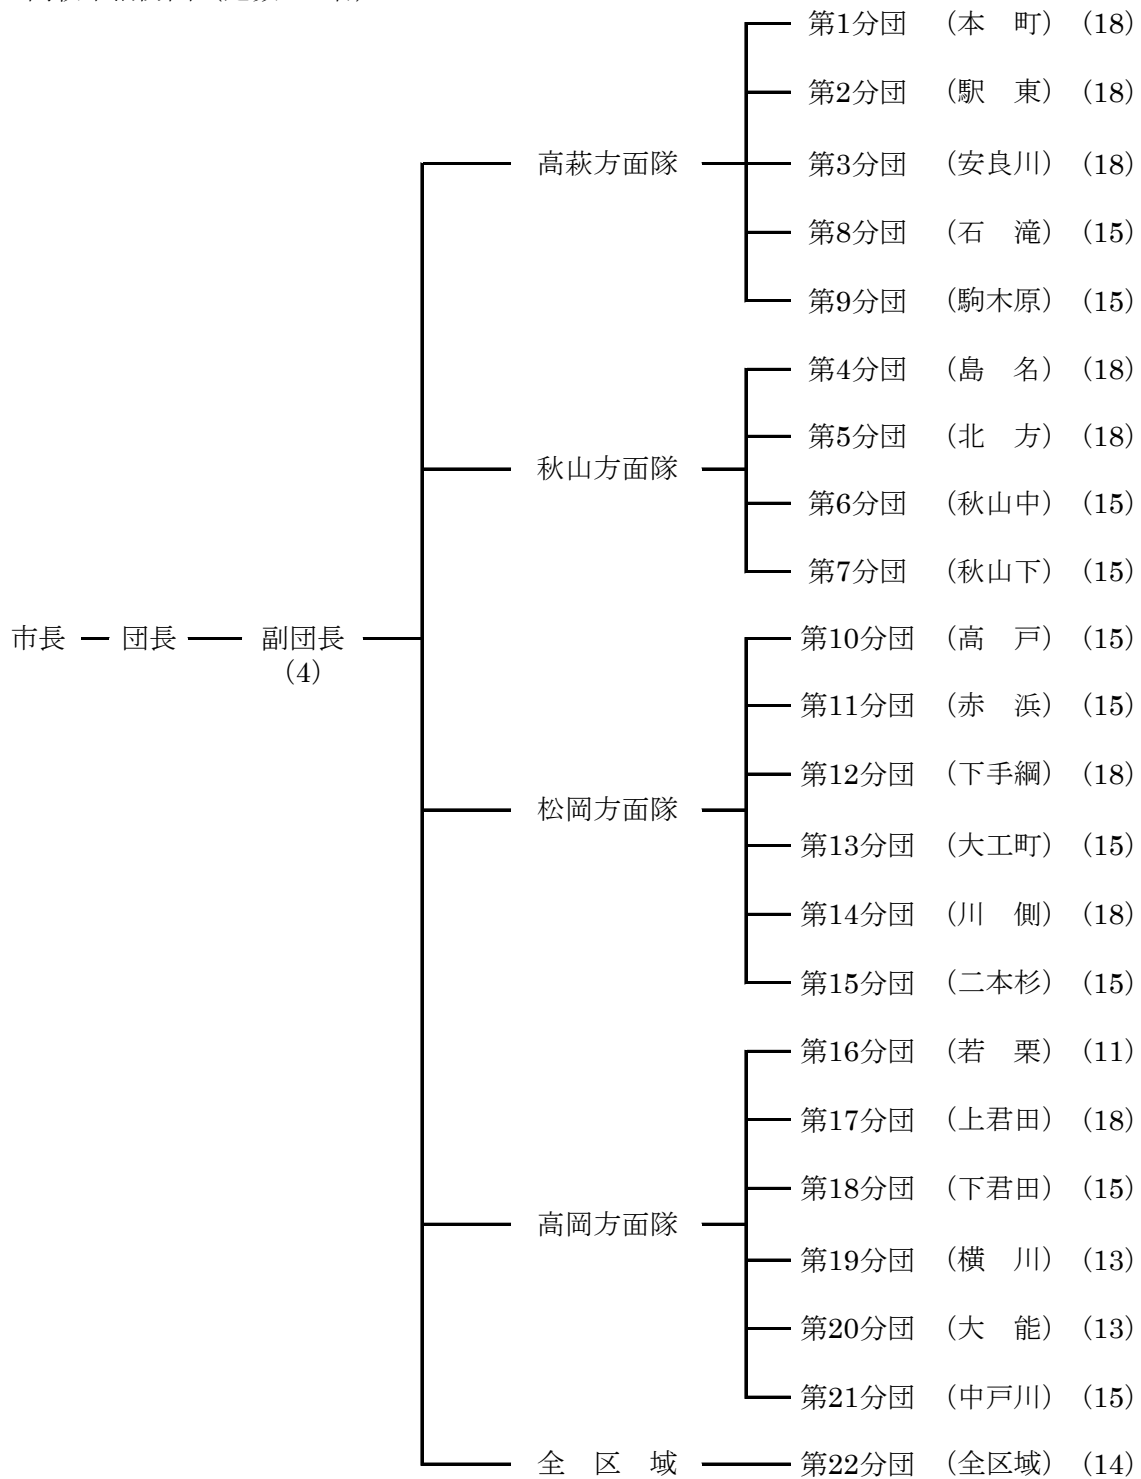 第1分団 （本　町） (18)
第2分団 （駅　東） (18)
高萩方面隊 第3分団 （安良川） (18)
第8分団 （石　滝） (15)
第9分団 （駒木原） (15)
第4分団 （島　名） (18)
第5分団 （北　方） (18)
秋山方面隊
第6分団 （秋山中） (15)
第7分団 （秋山下） (15)
市長 団長 副団長 第10分団 （高　戸） (15)
(4)
第11分団 （赤　浜） (15)
第12分団 （下手綱） (18)
松岡方面隊
第13分団 （大工町） (15)
第14分団 （川　側） (18)
第15分団 （二本杉） (15)
第16分団 （若　栗） (11)
第17分団 （上君田） (18)
第18分団 （下君田） (15)
高岡方面隊
第19分団 （横　川） (13)
第20分団 （大　能） (13)
第21分団 （中戸川） (15)
全　区　域 第22分団 （全区域） (14)